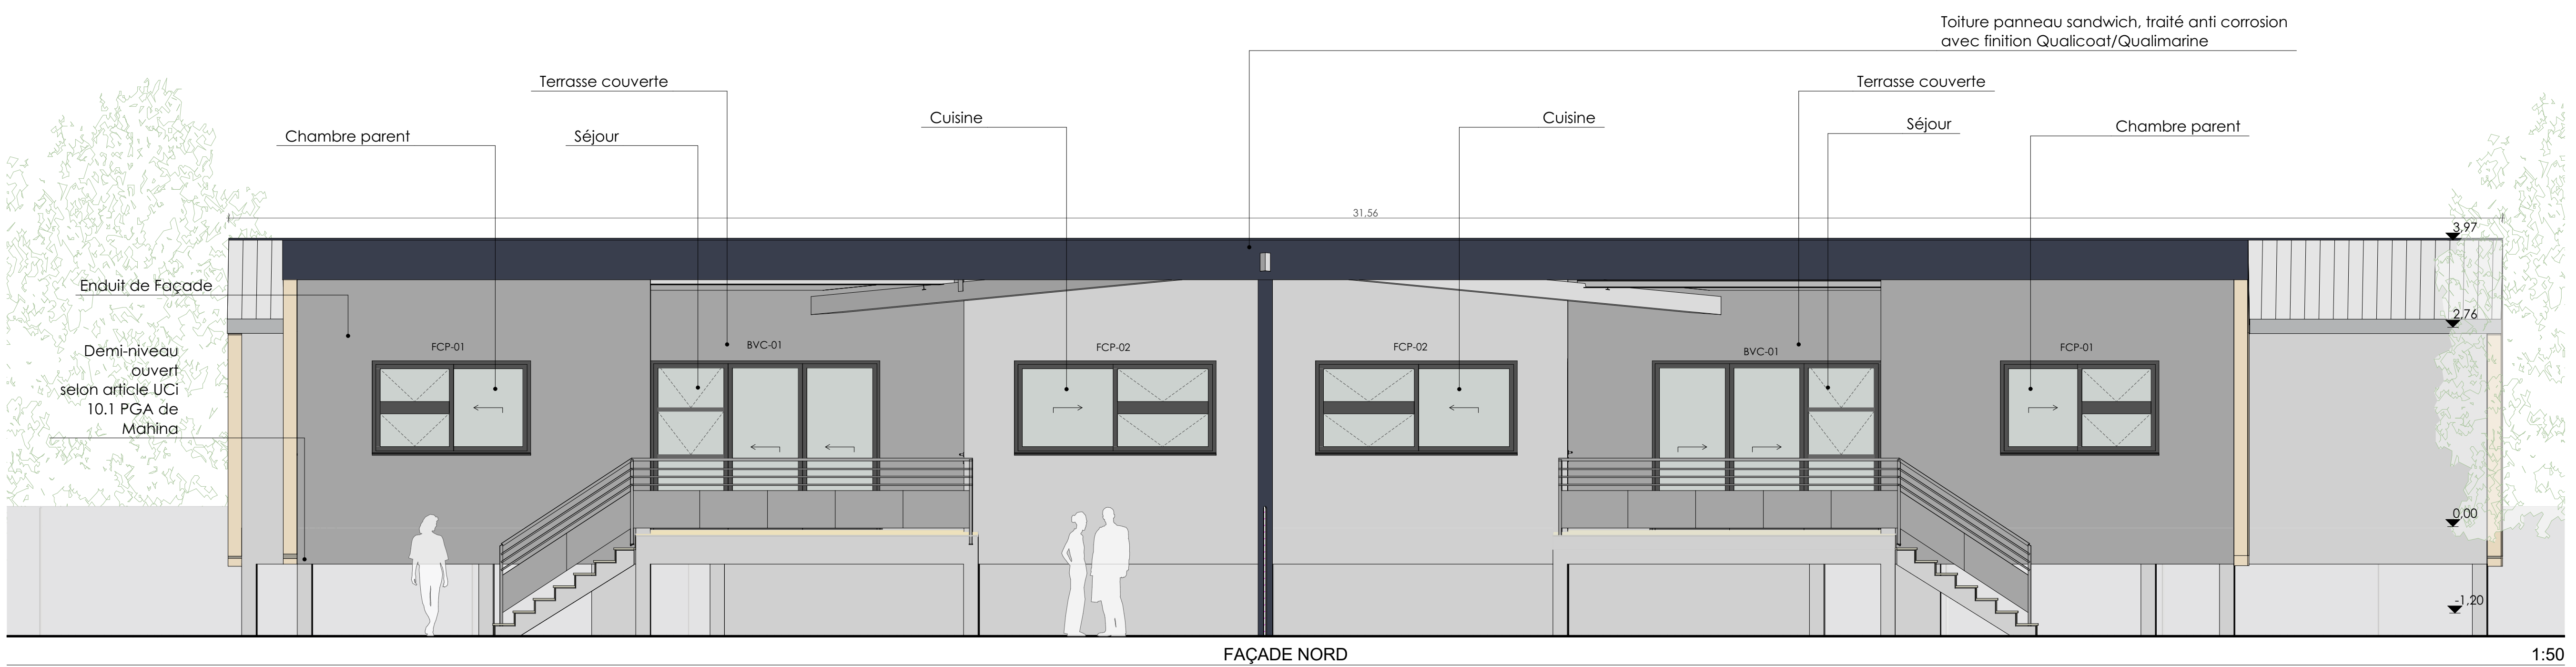 Toiture panneau sandwich, traité anti corrosion
avec finition Qualicoat/Qualimarine
Terrasse couverte
Terrasse couverte
Cuisine
Cuisine
Chambre parent
Séjour
Séjour
Chambre parent
31,56
3,97
Enduit de Façade
2,76
Demi-niveau
ouvert
selon article UCi
10.1 PGA de
Mahina
FCP-01
BVC-01
FCP-02
FCP-02
BVC-01
FCP-01
0,00
-1,20
FAÇADE NORD
1:50